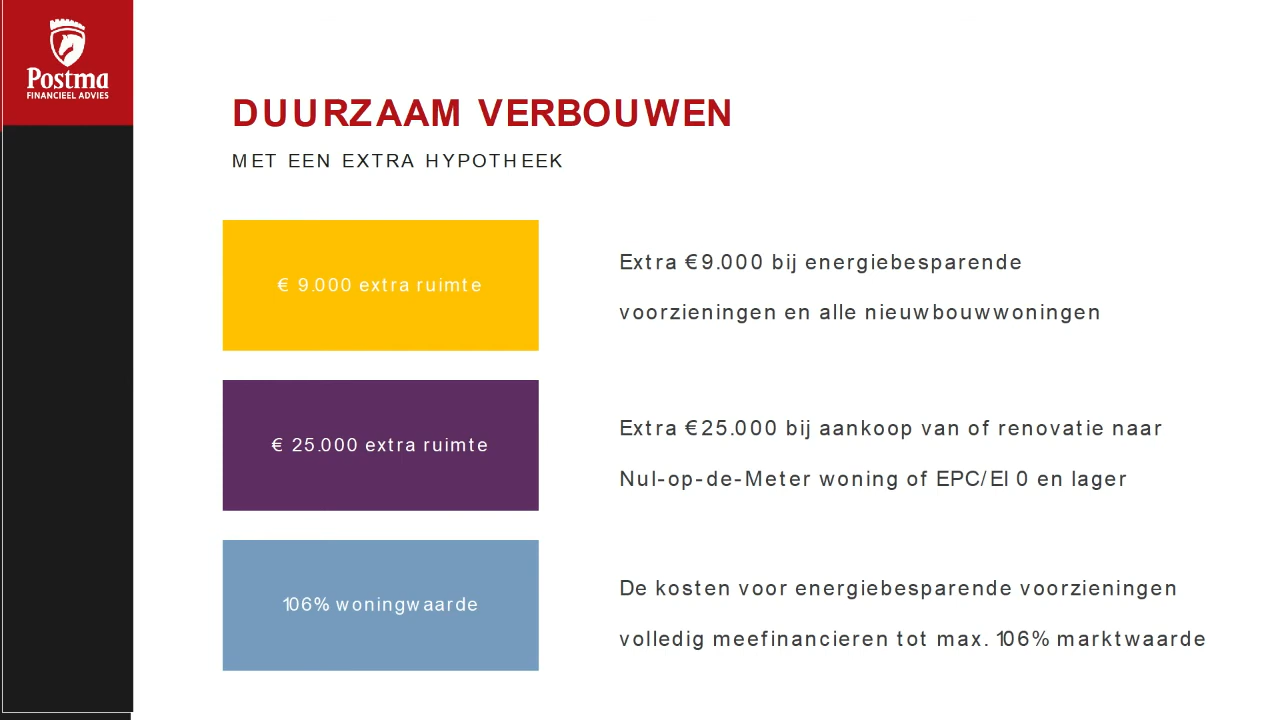 Postma
FINANCIEEL ADVIES
DUURZAAM VERBOUWEN
MET EEN EXTRA HYPOTHEEK
€ 9.000 extra ruimte
Extra €9.000 bij energiebesparende
voorzieningen en alle nieuwbouwwoningen
€ 25.000 extra ruimte
Extra €25.000 bij aankoop van of renovatie naar
Nul-op-de-Meter woning of EPC/EI 0 en lager
106% woningwaarde
De kosten voor energiebesparende voorzieningen
volledig meefinancieren tot max. 106% marktwaarde